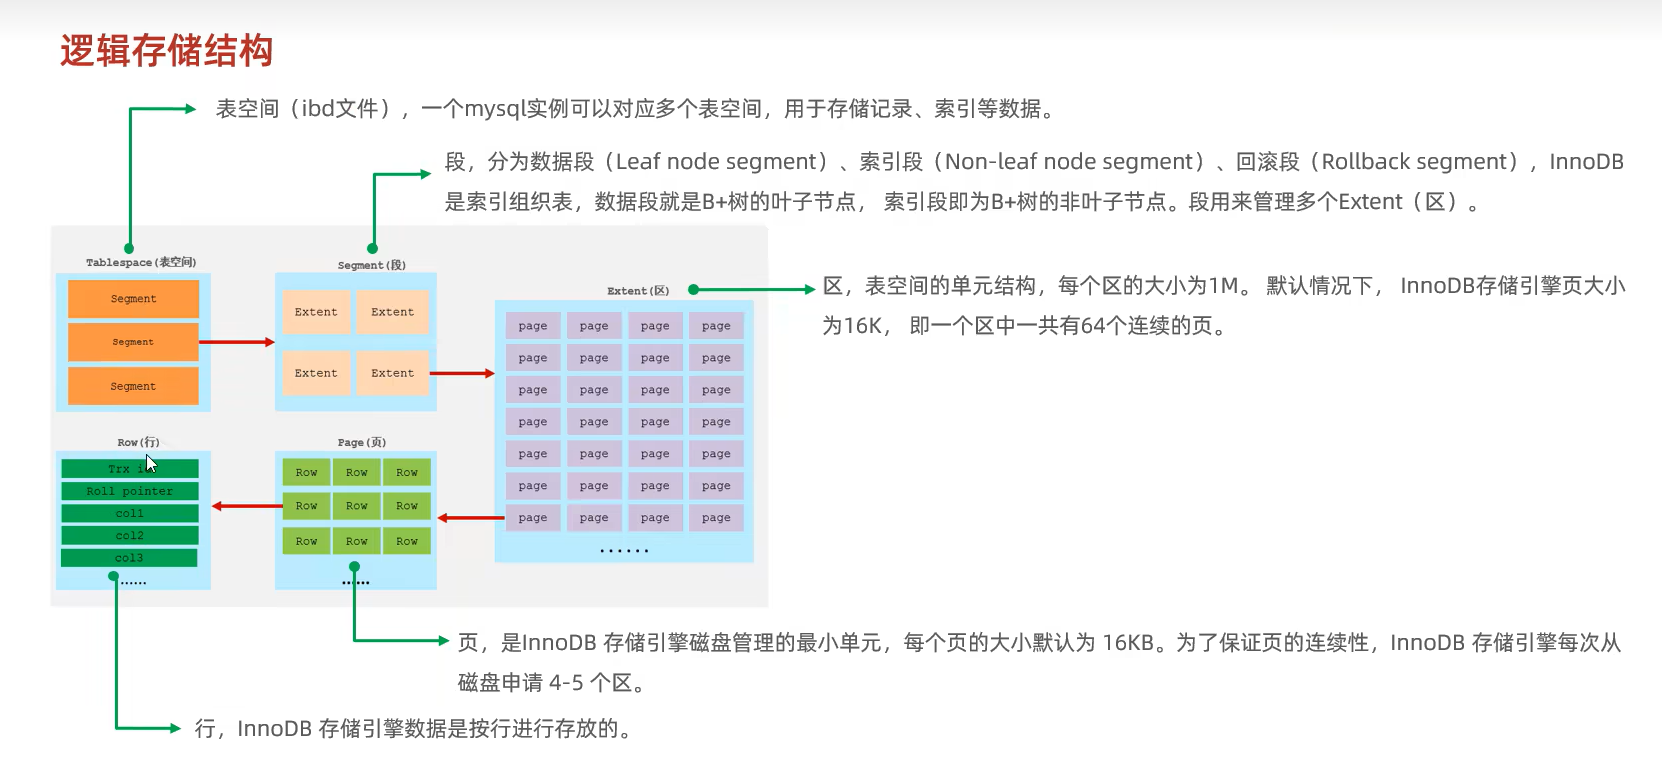 逻辑存储结构
表空间（ibd文件），一个mysql实例可以对应多个表空间，用于存储记录、索引等数据。
段，分为数据段（Leaf node segment）、索引段（Non-leaf node segment）、回滚段（Rollback segment），InnoDB
是索引组织表，数据段就是B+树的叶子节点， 索引段即为B+树的非叶子节点。段用来管理多个Extent（区）。
Tablespace(表空间)
Segment
Segment
Segment
Segment(段)
Extent Extent
Extent Extent
Extent(区)
page page page page
page page page page
page page page page
page page page page
page page page page
page page page page
page page page page
......
区，表空间的单元结构，每个区的大小为1M。 默认情况下， InnoDB存储引擎页大小
为16K， 即一个区中一共有64个连续的页。
Row(行)
Trx i
Roll pointer
col1
col2
col3
......
Page(页)
Row Row Row
Row Row Row
Row Row Row
......
页，是InnoDB 存储引擎磁盘管理的最小单元，每个页的大小默认为 16KB。为了保证页的连续性，InnoDB 存储引擎每次从
磁盘申请 4-5 个区。
行，InnoDB 存储引擎数据是按行进行存放的。